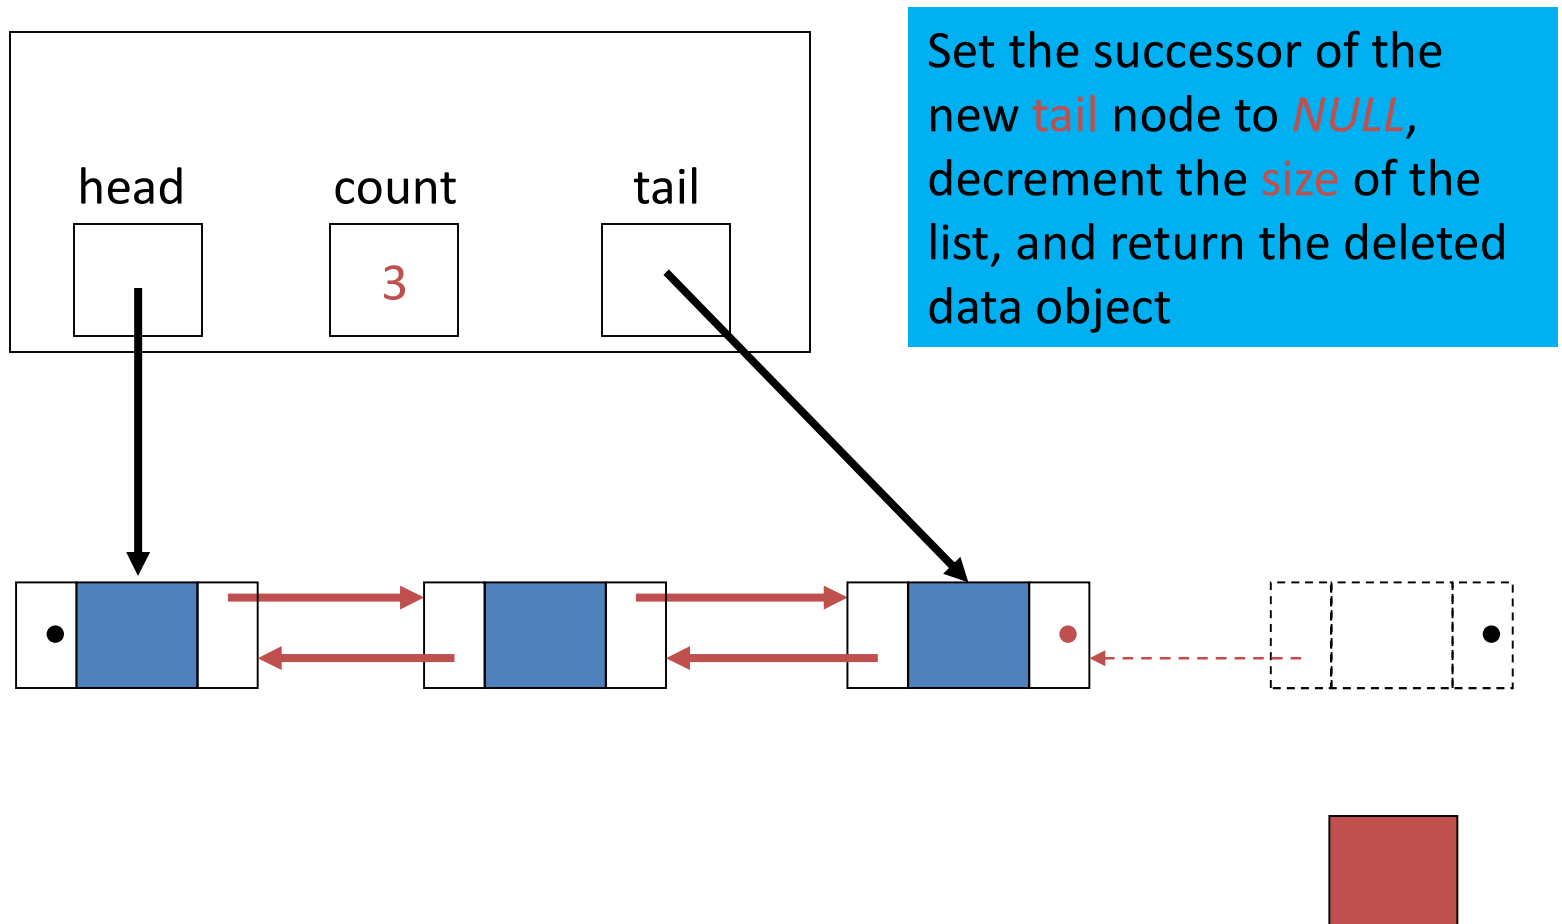 head
count
tail
3
Set the successor of the
new tail node to NULL,
decrement the size of the
list, and return the deleted
data object